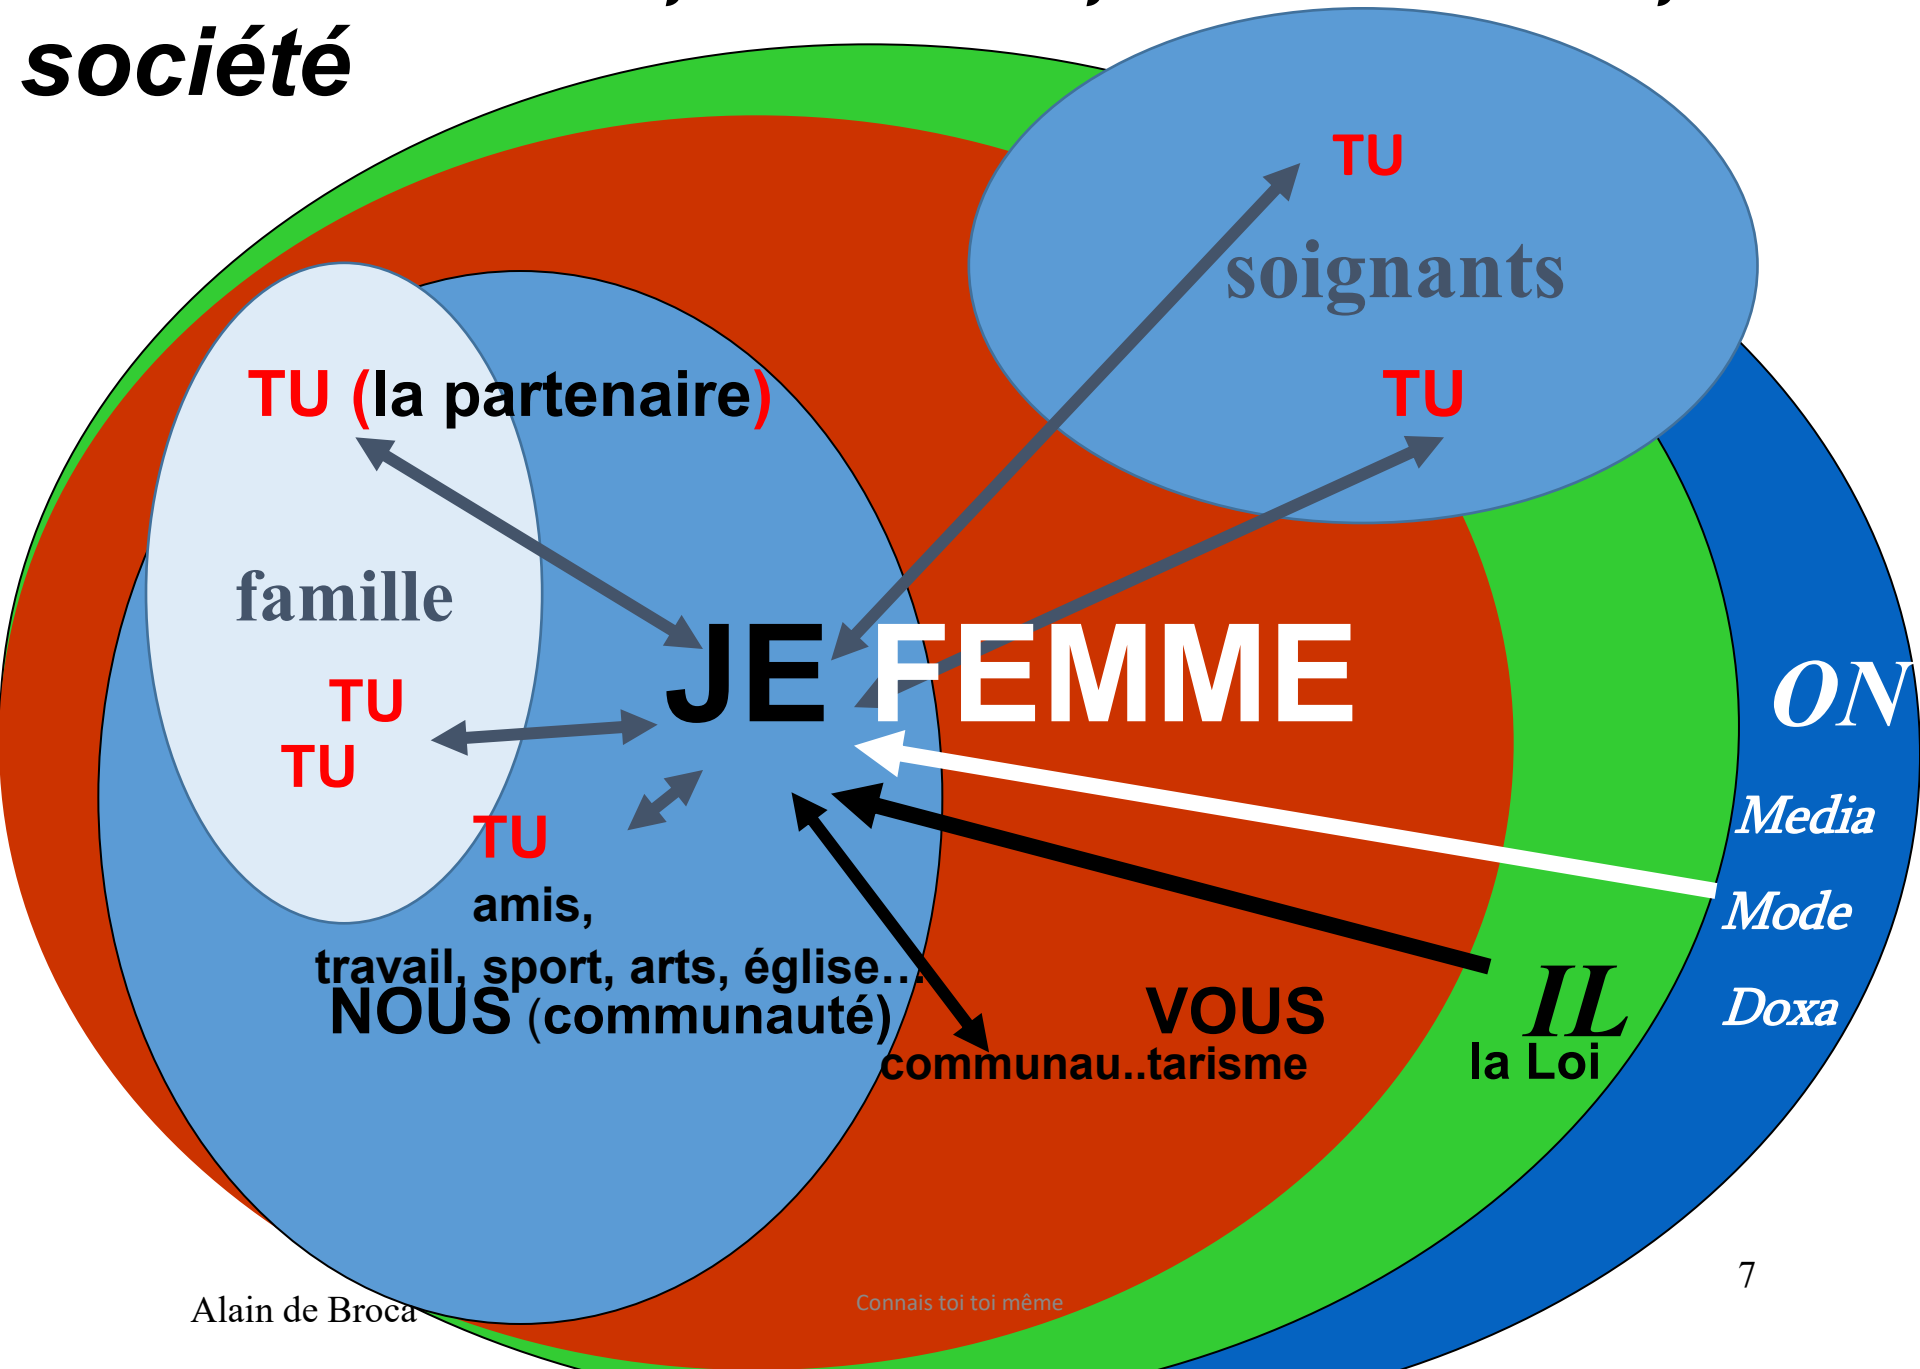 société
TU
soignants
TU (la partenaire)
TU
famille
JE FEMME
ON
TU
TU
Media
TU
amis,
Mode
travail, sport, arts, église…
NOUS (communauté)
VOUS
IL
Doxa
communau..tarisme
la Loi
7
Alain de Broca
Connais toi toi même